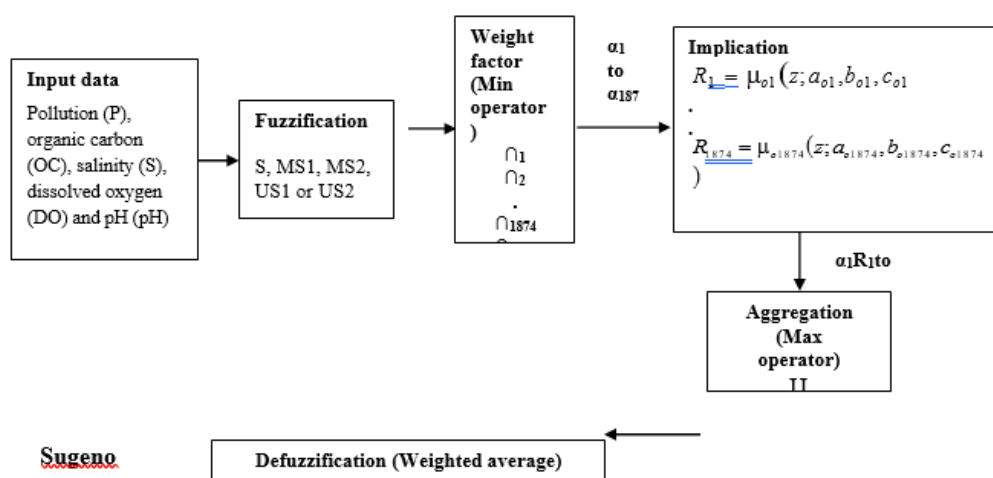 Input data
Pollution (P),
organic carbon
(OC), salinity (S),
dissolved oxygen
(DO) and pH (pH)
Fuzzification
S, MS1, MS2,
US1 or US2
Weight
factor
(Min
operator
)
∩1
∩2
.
∩1874
α1
to
α187
Implication
R1 = μo1(z; ao1, bo1, co1
.
.
R1874 = μo1874(z; ao1874, bo1874, co1874
)
α1R1to
Aggregation
(Max
operator)
Sugeno
Defuzzification (Weighted average)